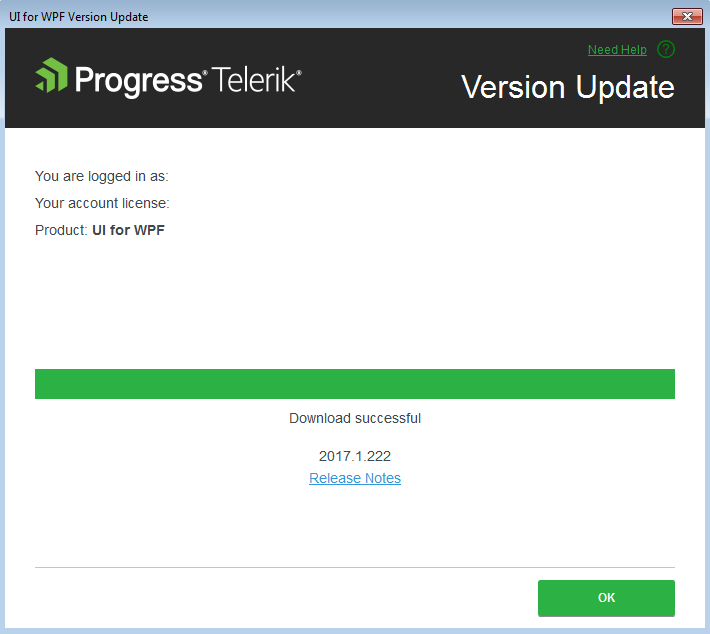 UI for WPF Version Update
Need Help ?
Progress® Telerik®
Version Update
You are logged in as:
Your account license:
Product: UI for WPF
Download successful
2017.1.222
Release Notes
OK